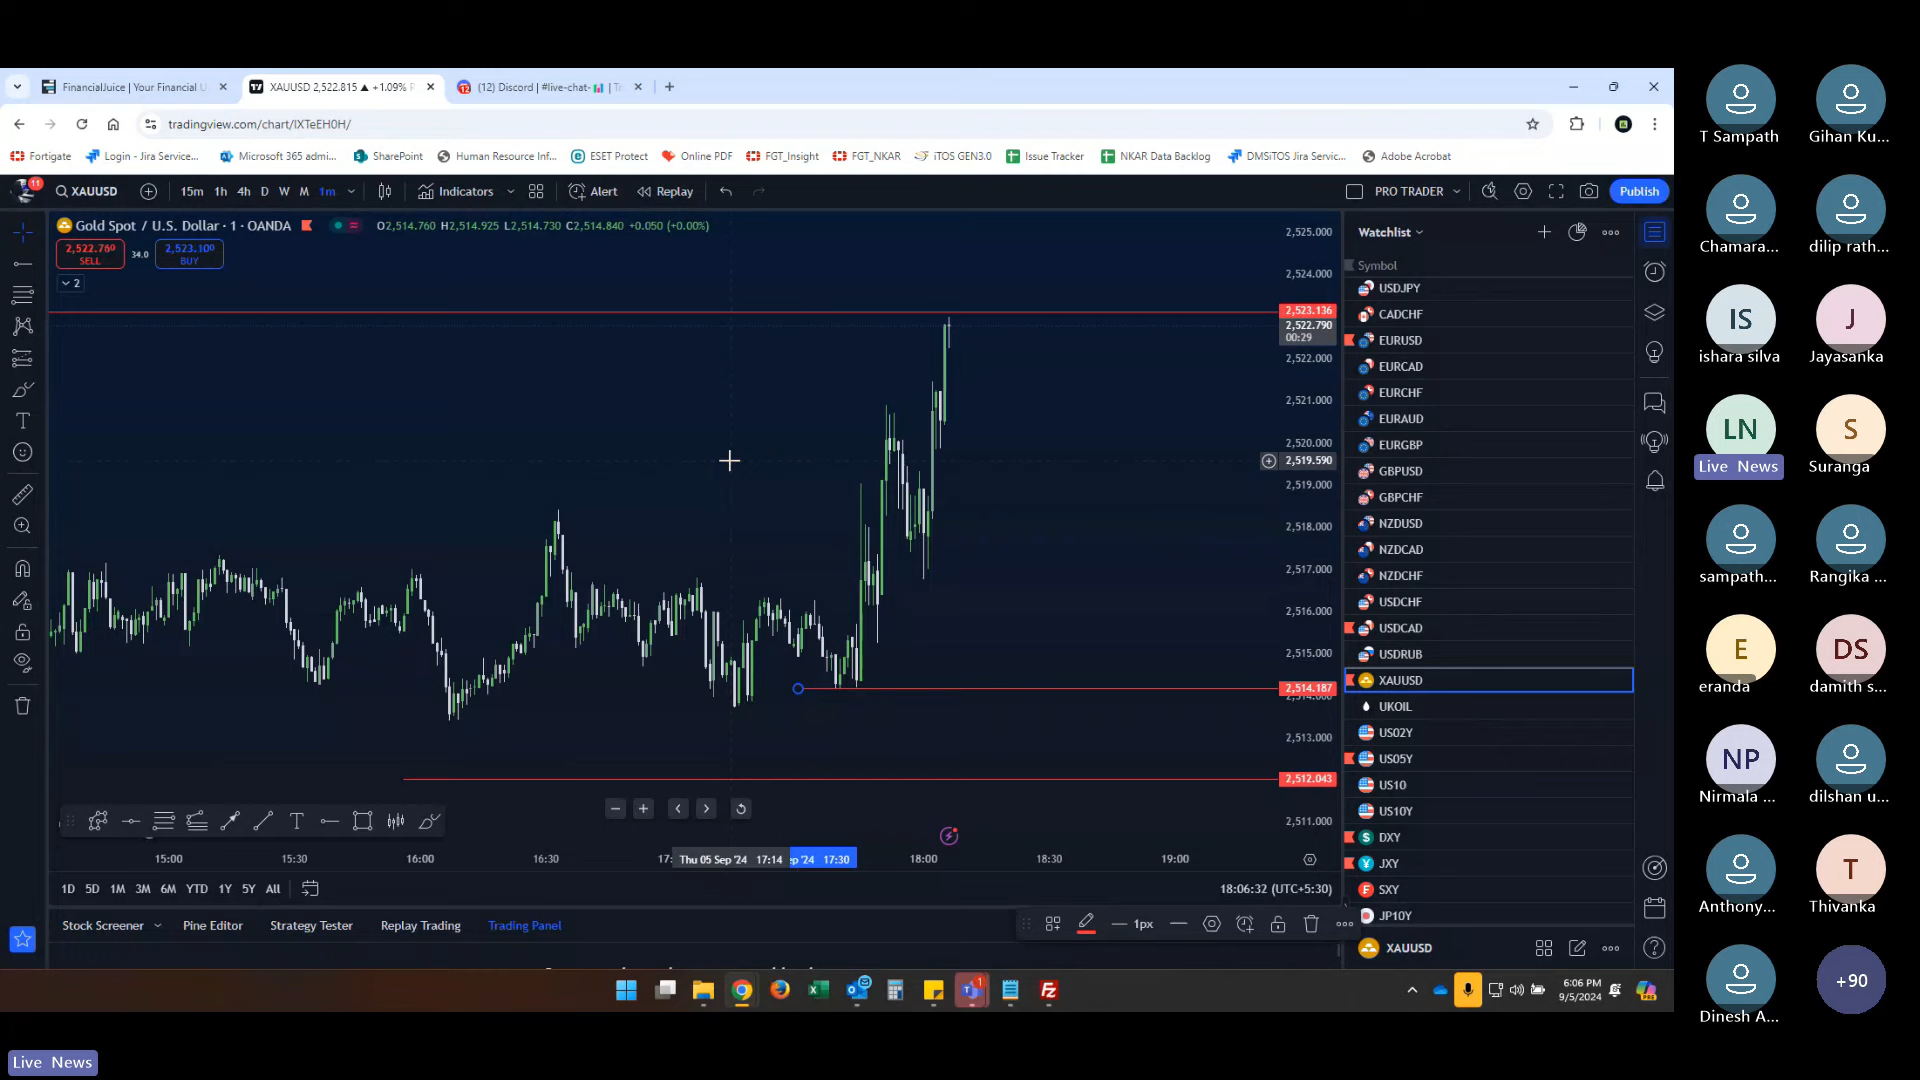 FinancialJuice | Your Financial U
XAUUSD 2,522.815 ▲ +1.09%
(12) Discord | #live-chat-
tradingview.com/chart/IXTeEH0H/
Fortigate
Login - Jira Service...
Microsoft 365 admi...
SharePoint
Human Resource Inf...
ESET Protect
Online PDF
FGT_Insight
FGT_NKAR
iTOS GEN3.0
Issue Tracker
NKAR Data Backlog
DMSiTOS Jira Servic...
Adobe Acrobat
11
XAUUSD
15m 1h 4h D W M 1m
Indicators
Alert
Replay
PRO TRADER
Publish
Gold Spot / U.S. Dollar · 1 · OANDA
O2,514.760 H2,514.925 L2,514.730 C2,514.840 +0.050 (+0.00%)
2,522.760
SELL
34.0
2,523.100
BUY
2
2,525.000
2,524.000
2,523.136
2,522.790
00:29
2,522.000
2,521.000
2,520.000
2,519.590
2,519.000
2,518.000
2,517.000
2,516.000
2,515.000
2,514.187
2,514.000
2,513.000
2,512.043
2,511.000
15:00
15:30
16:00
16:30
17:
Thu 05 Sep '24 17:14
ep '24 17:30
18:00
18:30
19:00
1D 5D 1M 3M 6M YTD 1Y 5Y All
18:06:32 (UTC+5:30)
Stock Screener
Pine Editor
Strategy Tester
Replay Trading
Trading Panel
1px
Watchlist
Symbol
USDJPY
CADCHF
EURUSD
EURCAD
EURCHF
EURAUD
EURGBP
GBPUSD
GBPCHF
NZDUSD
NZDCAD
NZDCHF
USDCHF
USDCAD
USDRUB
XAUUSD
UKOIL
US02Y
US05Y
US10
US10Y
DXY
JXY
SXY
JP10Y
XAUUSD
6:06 PM
9/5/2024
T Sampath
Gihan Ku...
Chamara...
dilip rath...
IS
ishara silva
J
Jayasanka
LN
Live News
S
Suranga
sampath...
Rangika ...
E
eranda
DS
damith s...
NP
Nirmala ...
dilshan u...
Anthony...
T
Thivanka
Dinesh A...
+90
Live News